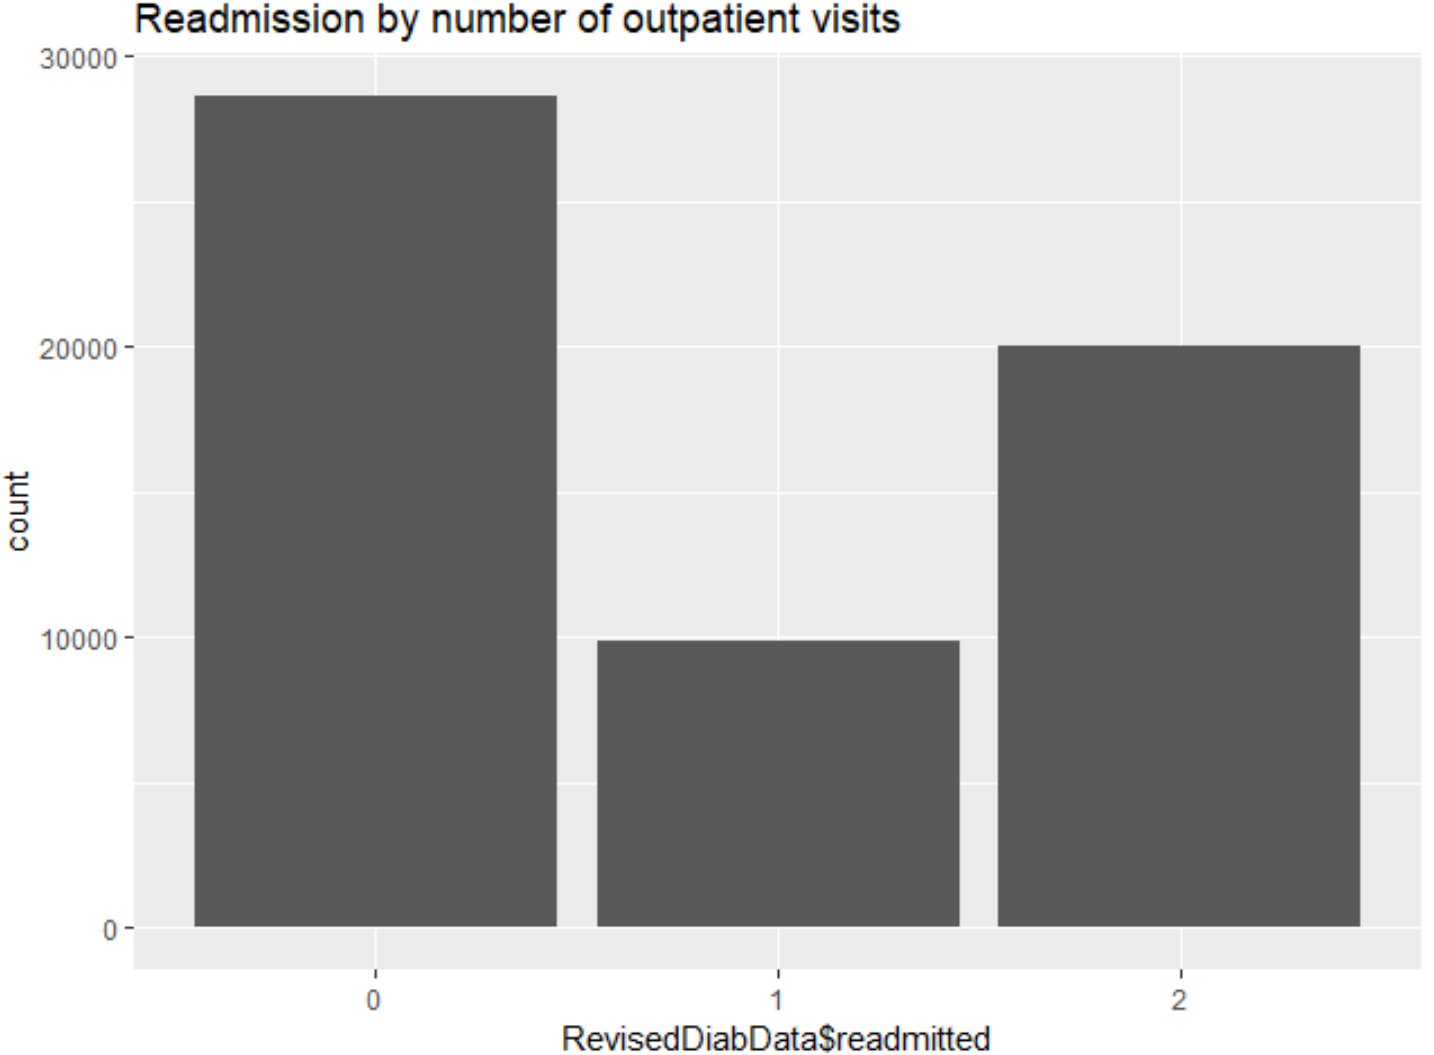 Readmission by number of outpatient visits
30000
20000
10000
0
count
0 1 2
RevisedDiabData$readmitted